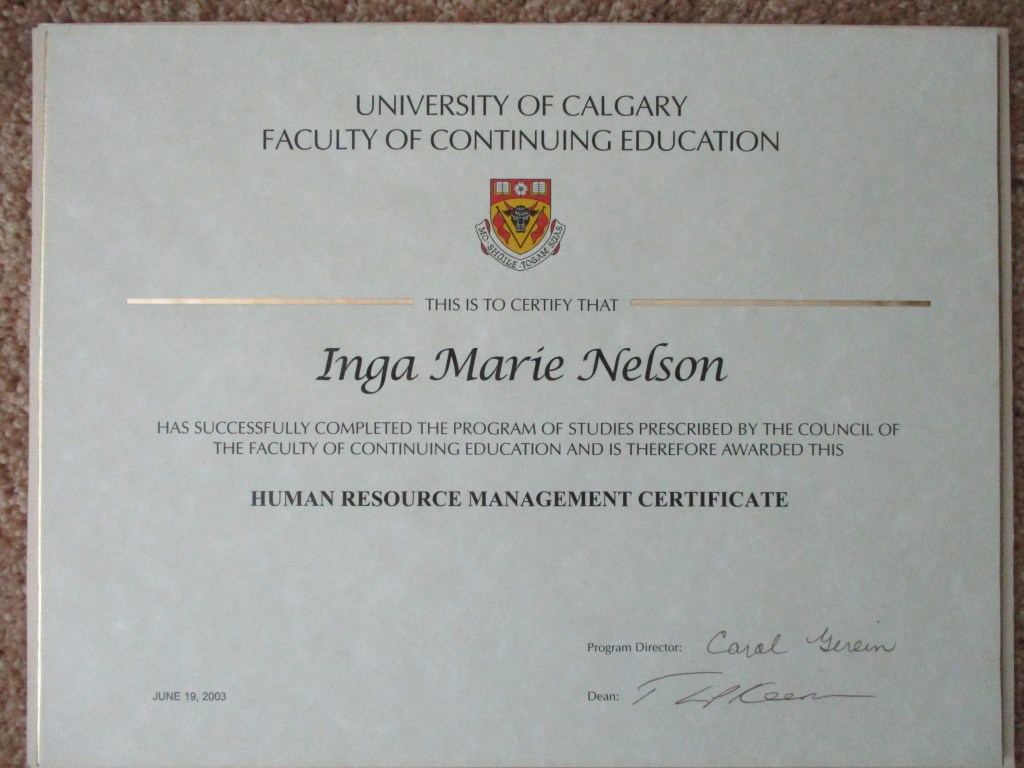 UNIVERSITY OF CALGARY
FACULTY OF CONTINUING EDUCATION
MO SHÙILE TOGAM SUAS
THIS IS TO CERTIFY THAT
Inga Marie Nelson
HAS SUCCESSFULLY COMPLETED THE PROGRAM OF STUDIES PRESCRIBED BY THE COUNCIL OF
THE FACULTY OF CONTINUING EDUCATION AND IS THEREFORE AWARDED THIS
HUMAN RESOURCE MANAGEMENT CERTIFICATE
Program Director: Carol Gerein
JUNE 19, 2003
Dean: